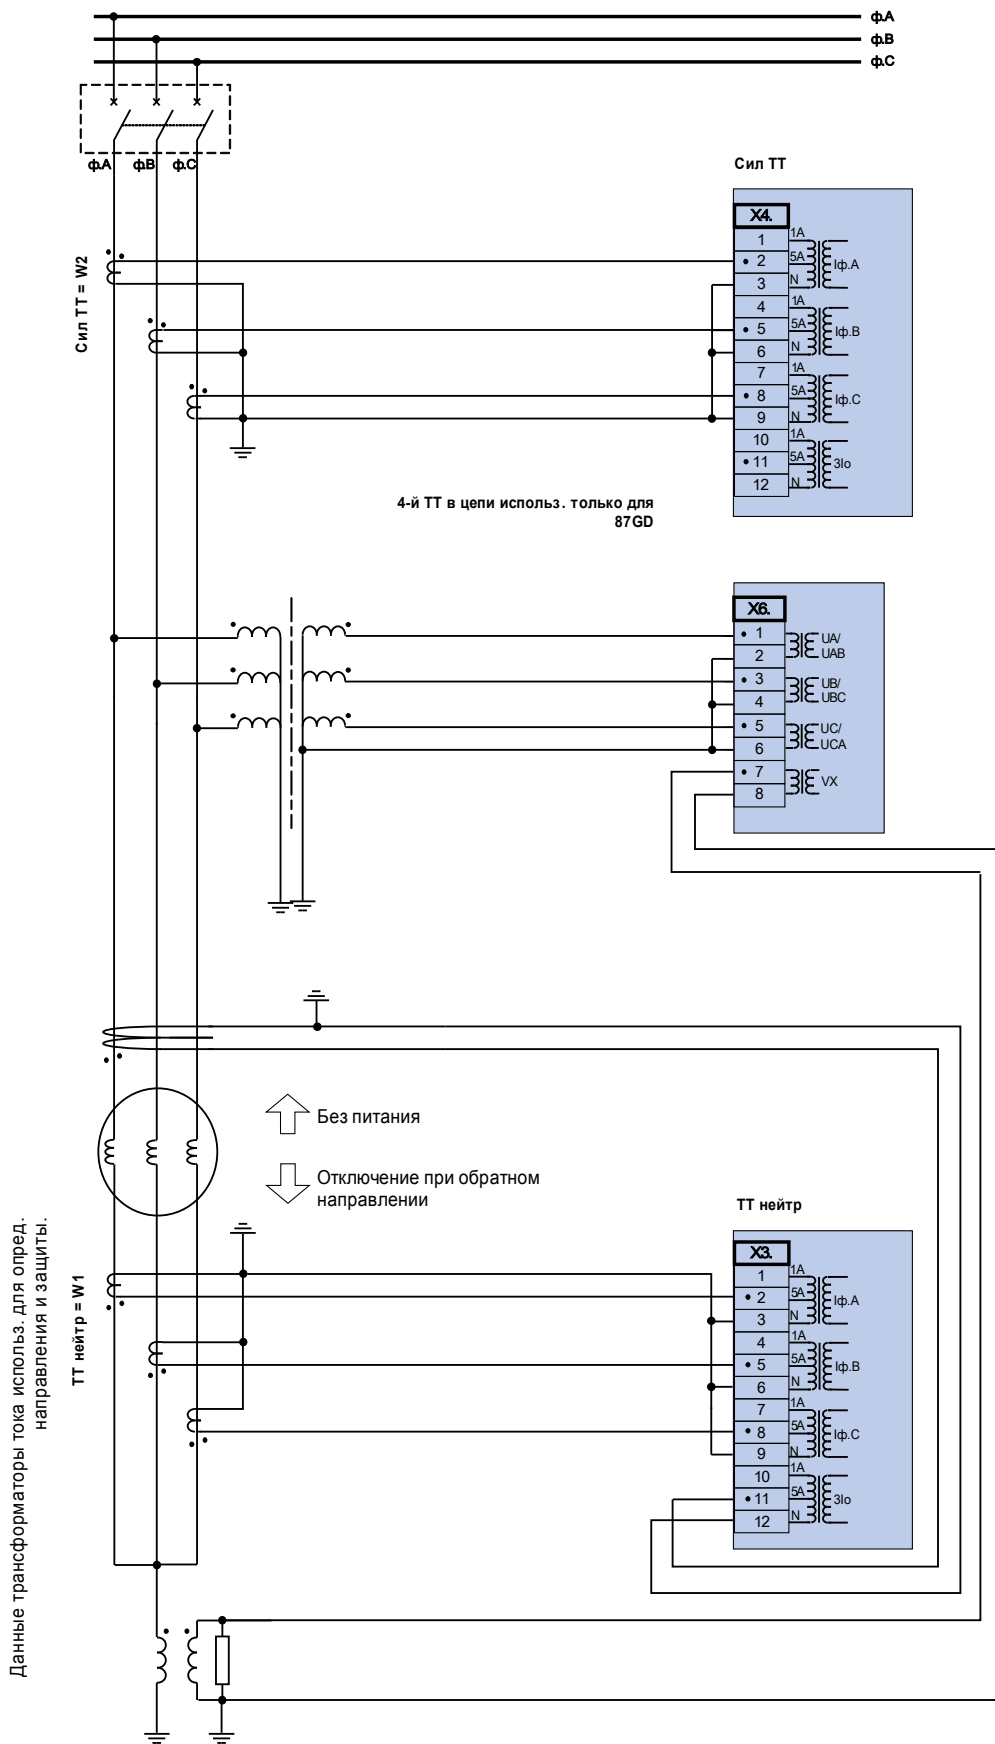 ф.A
ф.B
ф.C
ф.A
ф.B
ф.C
Сил ТТ
X4.
1
2
3
4
5
6
7
8
9
10
11
12
1A
5A
N
Iф.A
1A
5A
N
Iф.B
1A
5A
N
Iф.C
1A
5A
N
3Io
Сил ТТ = W2
4-й ТТ в цепи использ. только для
87GD
X6.
1
2
3
4
5
6
7
8
UA/
UAB
UB/
UBC
UC/
UCA
VX
Без питания
Отключение при обратном
направлении
ТТ нейтр
X3.
1
2
3
4
5
6
7
8
9
10
11
12
1A
5A
N
Iф.A
1A
5A
N
Iф.B
1A
5A
N
Iф.C
1A
5A
N
3Io
ТТ нейтр = W1
Данные трансформаторы тока использ. для опред.
направления и защиты.